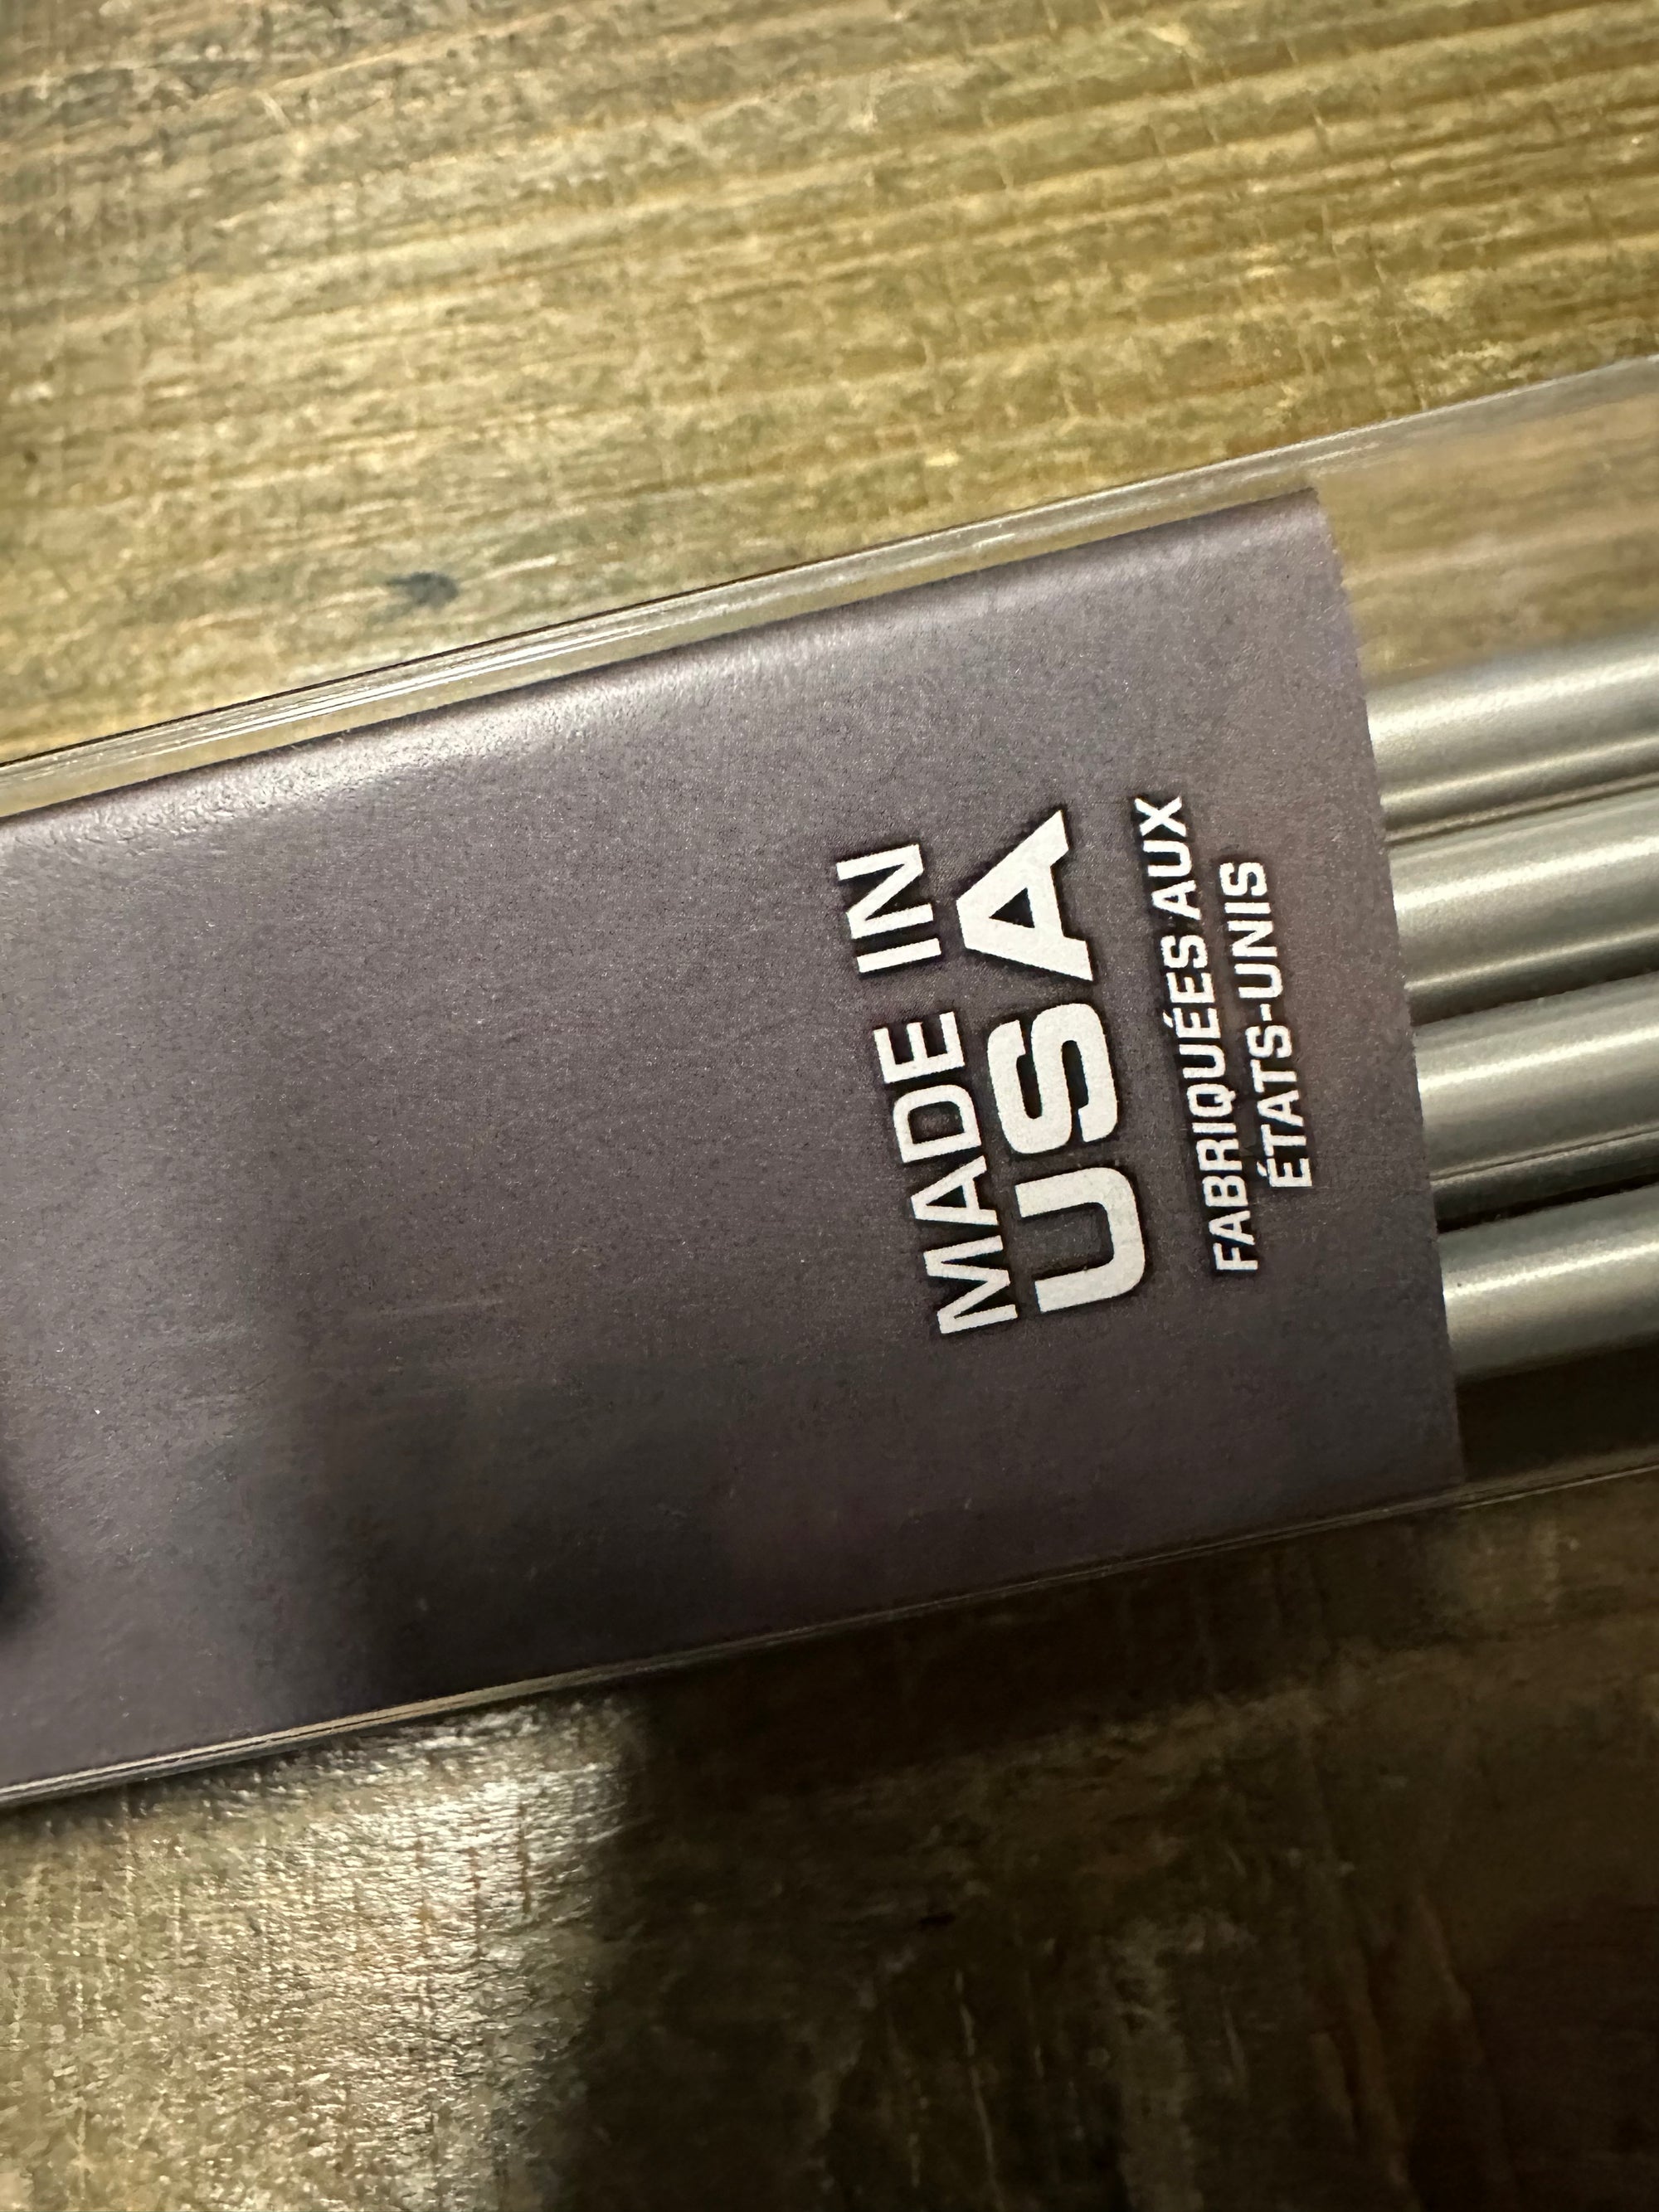 MADE IN
USA
FABRIQUÉES AUX
ÉTATS-UNIS